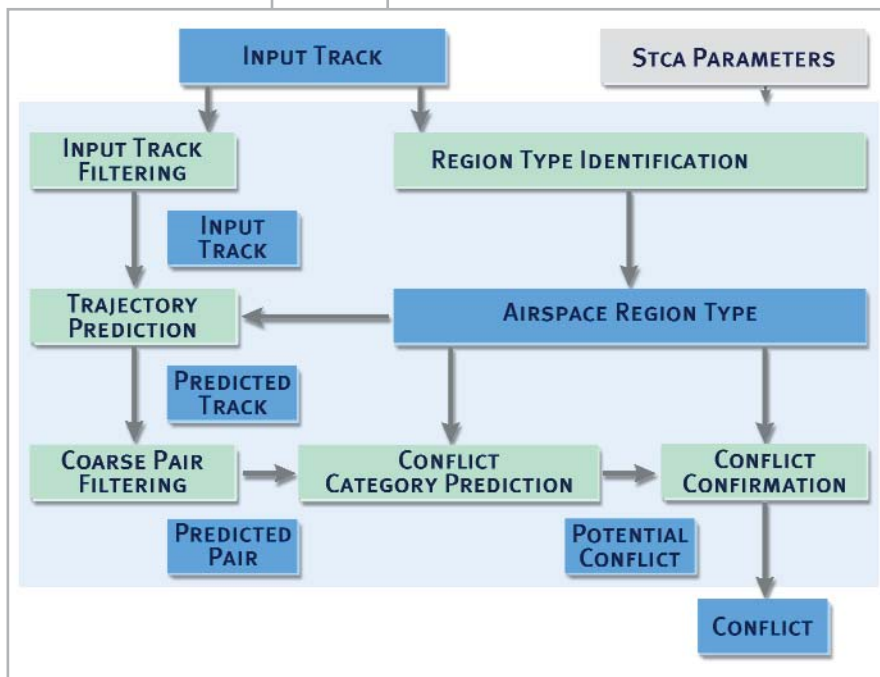 INPUT TRACK
STCA PARAMETERS
INPUT TRACK
FILTERING
REGION TYPE IDENTIFICATION
INPUT
TRACK
TRAJECTORY
PREDICTION
AIRSPACE REGION TYPE
PREDICTED
TRACK
COARSE PAIR
FILTERING
CONFLICT
CATEGORY PREDICTION
CONFLICT
CONFIRMATION
PREDICTED
PAIR
POTENTIAL
CONFLICT
CONFLICT